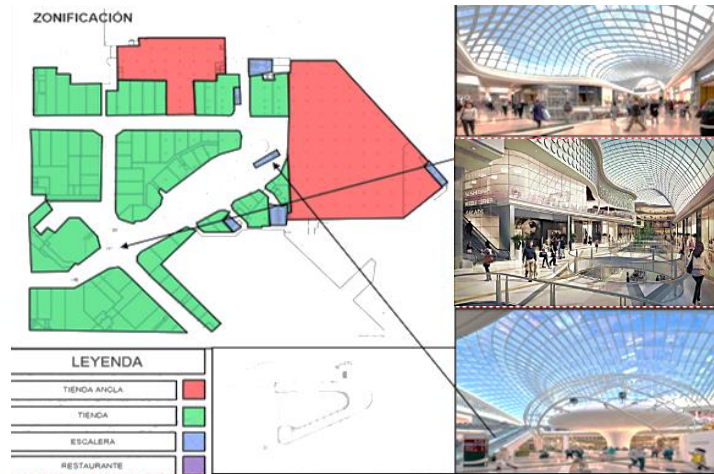 ZONIFICACIÓN
LEYENDA
TIENDA ANCLA
TIENDA
ESCALERA
RESTAURANTE